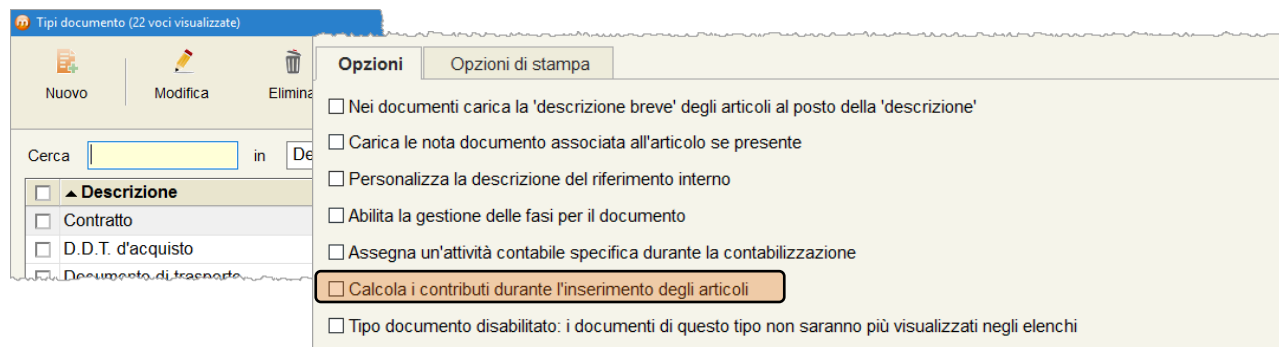 Tipi documento (22 voci visualizzate)
Nuovo
Modifica
Elimina
Cerca
in
De
Descrizione
Contratto
D.D.T. d'acquisto
Documento di trasporto
Opzioni
Opzioni di stampa
Nei documenti carica la 'descrizione breve' degli articoli al posto della 'descrizione'
Carica le nota documento associata all'articolo se presente
Personalizza la descrizione del riferimento interno
Abilita la gestione delle fasi per il documento
Assegna un'attività contabile specifica durante la contabilizzazione
Calcola i contributi durante l'inserimento degli articoli
Tipo documento disabilitato: i documenti di questo tipo non saranno più visualizzati negli elenchi